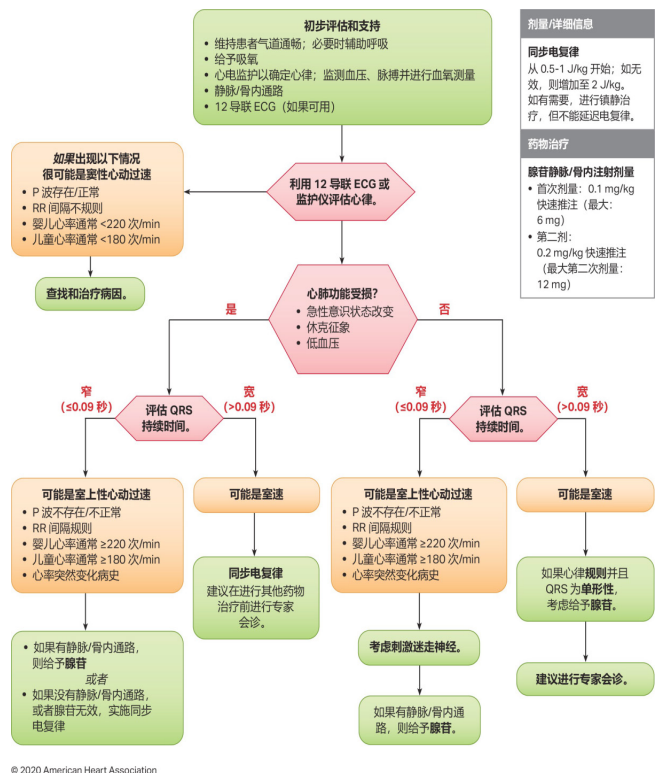 初步评估和支持
• 维持患者气道通畅；必要时辅助呼吸
• 给予吸氧
• 心电监护以确定心律；监测血压、脉搏并进行血氧测量
• 静脉/骨内通路
• 12 导联 ECG（如果可用）
剂量/详细信息
同步电复律
从 0.5-1 J/kg 开始；如无
效，则增加至 2 J/kg。
如有需要，进行镇静治
疗，但不能延迟电复律。
药物治疗
腺苷静脉/骨内注射剂量
• 首次剂量：0.1 mg/kg
快速推注（最大：
6 mg）
• 第二剂：
0.2 mg/kg 快速推注
（最大第二次剂量：
12 mg）
如果出现以下情况
很可能是窦性心动过速
• P 波存在/正常
• RR 间隔不规则
• 婴儿心率通常 <220 次/min
• 儿童心率通常 <180 次/min
利用 12 导联 ECG 或
监护仪评估心律。
查找和治疗病因。
心肺功能受损？
• 急性意识状态改变
• 休克征象
• 低血压
是
否
窄
(≤0.09 秒)
评估 QRS
持续时间。
宽
(>0.09 秒)
窄
(≤0.09 秒)
评估 QRS
持续时间。
宽
(>0.09 秒)
可能是室上性心动过速
• P 波不存在/不正常
• RR 间隔规则
• 婴儿心率通常 ≥220 次/min
• 儿童心率通常 ≥180 次/min
• 心率突然变化病史
可能是室速
可能是室上性心动过速
• P 波不存在/不正常
• RR 间隔规则
• 婴儿心率通常 ≥220 次/min
• 儿童心率通常 ≥180 次/min
• 心率突然变化病史
可能是室速
同步电复律
建议在进行其他药物
治疗前进行专家
会诊。
如果心律规则并且
QRS 为单形性，
考虑给予腺苷。
• 如果有静脉/骨内通路，
则给予腺苷
或者
• 如果没有静脉/骨内通路，
或者腺苷无效，实施同步
电复律
考虑刺激迷走神经。
建议进行专家会诊。
如果有静脉/骨内通
路，则给予腺苷。
© 2020 American Heart Association